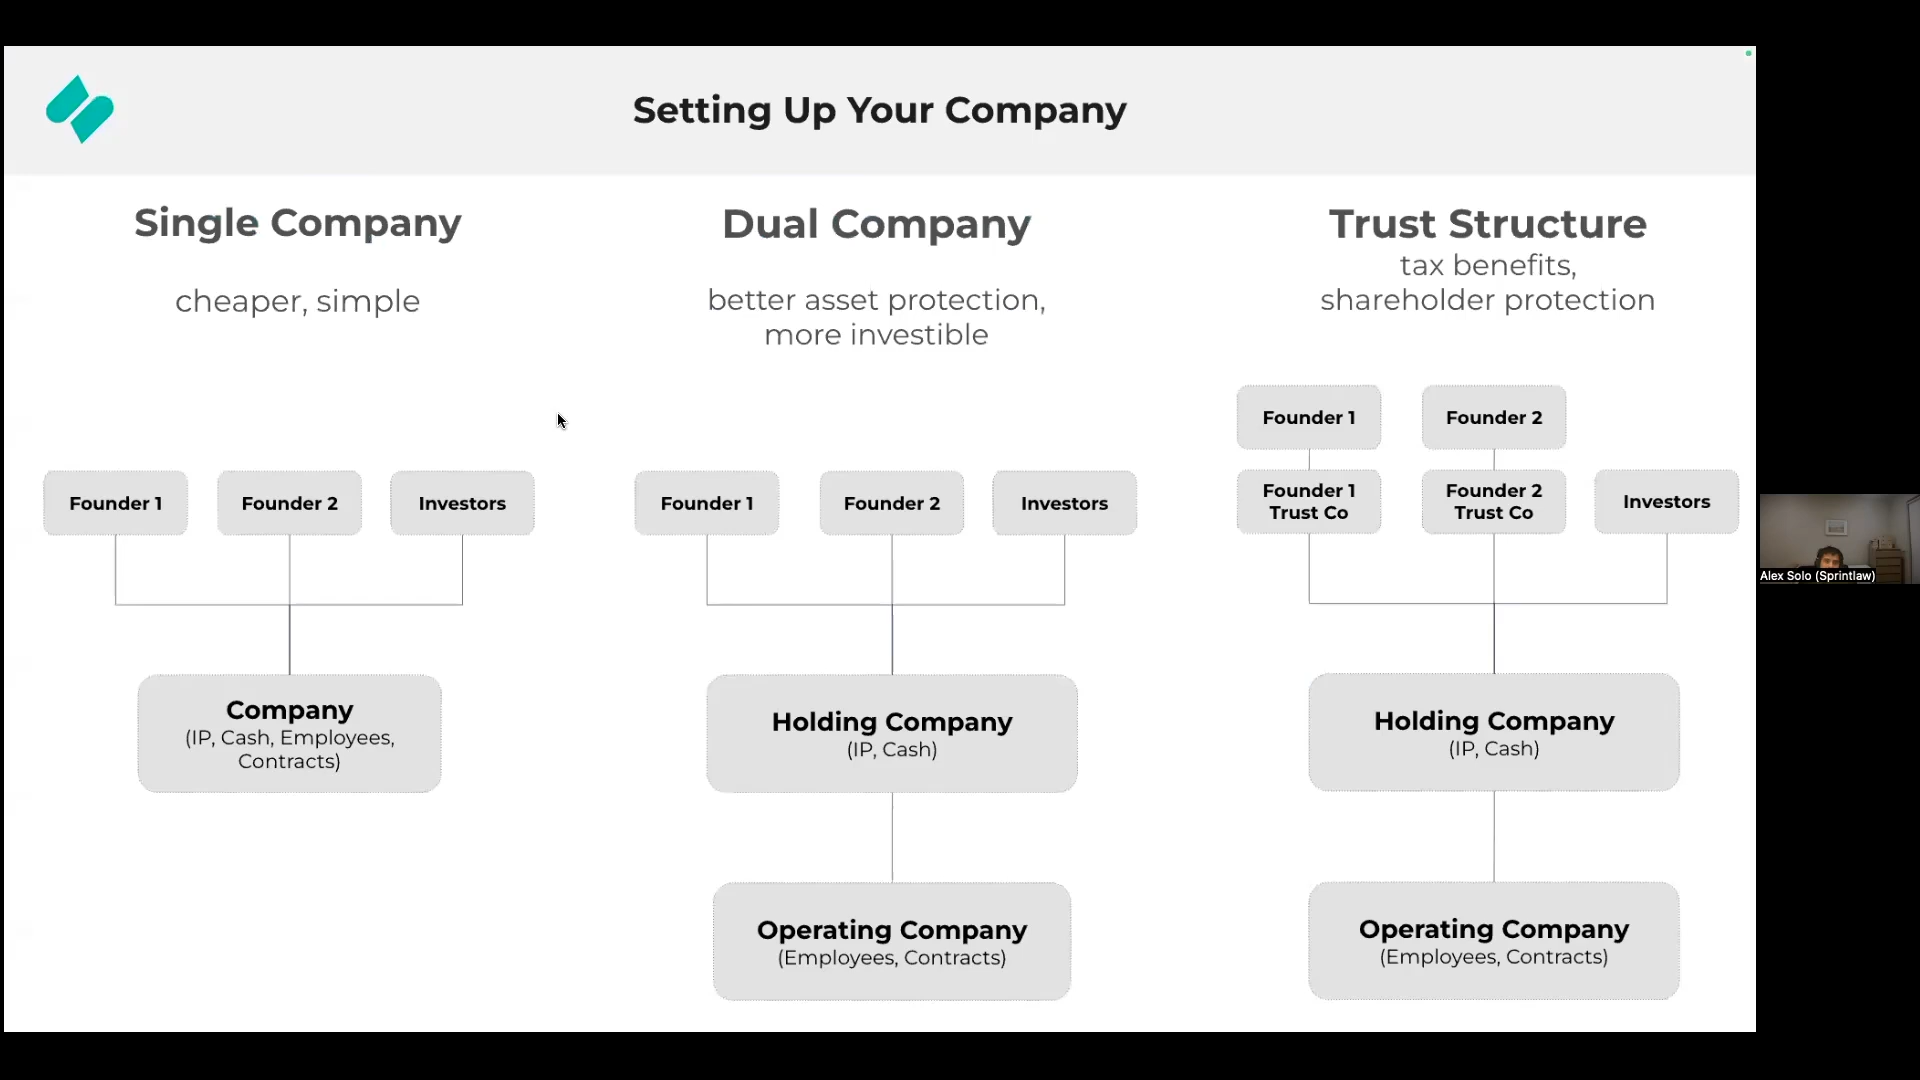 Setting Up Your Company
Single Company
cheaper, simple
Founder 1
Founder 2
Investors
Company
(IP, Cash, Employees,
Contracts)
Dual Company
better asset protection,
more investible
Founder 1
Founder 2
Investors
Holding Company
(IP, Cash)
Operating Company
(Employees, Contracts)
Trust Structure
tax benefits,
shareholder protection
Founder 1
Founder 2
Founder 1
Trust Co
Founder 2
Trust Co
Investors
Holding Company
(IP, Cash)
Operating Company
(Employees, Contracts)
Alex Solo (Sprintlaw)